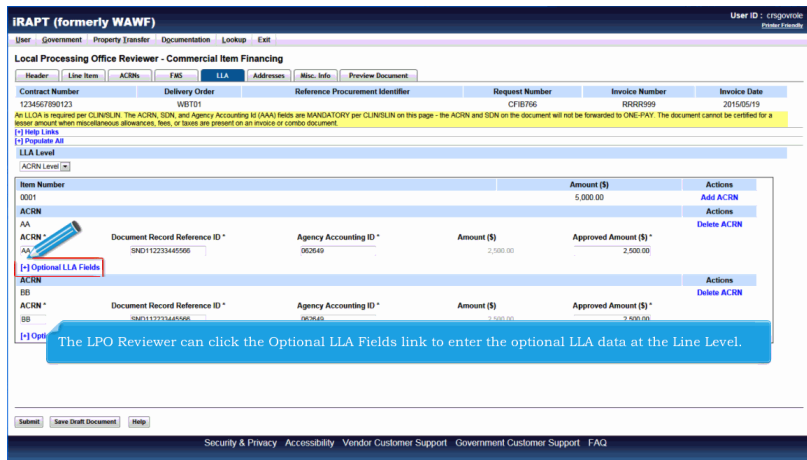 iRAPT (formerly WAWF)
User ID : crsgovrole
Printer Friendly
User Government Property Transfer Documentation Lookup Exit
Local Processing Office Reviewer - Commercial Item Financing
Header Line Item ACRNs FMS LLA Addresses Misc. Info Preview Document
Contract Number Delivery Order Reference Procurement Identifier Request Number Invoice Number Invoice Date
1234567890123 WBT01 CFIB766 RRRR999 2015/05/19
An LLOA is required per CLIN/SLIN. The ACRN, SDN, and Agency Accounting Id (AAA) fields are MANDATORY per CLIN/SLIN on this page - the ACRN and SDN on the document will not be forwarded to ONE-PAY. The document cannot be certified for a
lesser amount when miscellaneous allowances, fees, or taxes are present on an invoice or combo document.
[+] Help Links
[+] Populate All
LLA Level
ACRN Level
Item Number Amount ($) Actions
0001 5,000.00 Add ACRN
ACRN Actions
AA Delete ACRN
ACRN * Document Record Reference ID * Agency Accounting ID * Amount ($) Approved Amount ($) *
AA SND112233445566 062649 2,500.00 2,500.00
[+] Optional LLA Fields
ACRN Actions
BB Delete ACRN
ACRN * Document Record Reference ID * Agency Accounting ID * Amount ($) Approved Amount ($) *
BB SND112233445566 062649 2,500.00 2,500.00
[+] Opti
The LPO Reviewer can click the Optional LLA Fields link to enter the optional LLA data at the Line Level.
Submit Save Draft Document Help
Security & Privacy Accessibility Vendor Customer Support Government Customer Support FAQ